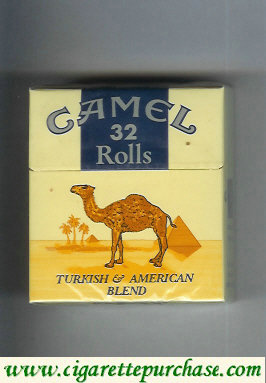 CAMEL
32
Rolls
TURKISH & AMERICAN
BLEND
www.cigarettepurchase.com